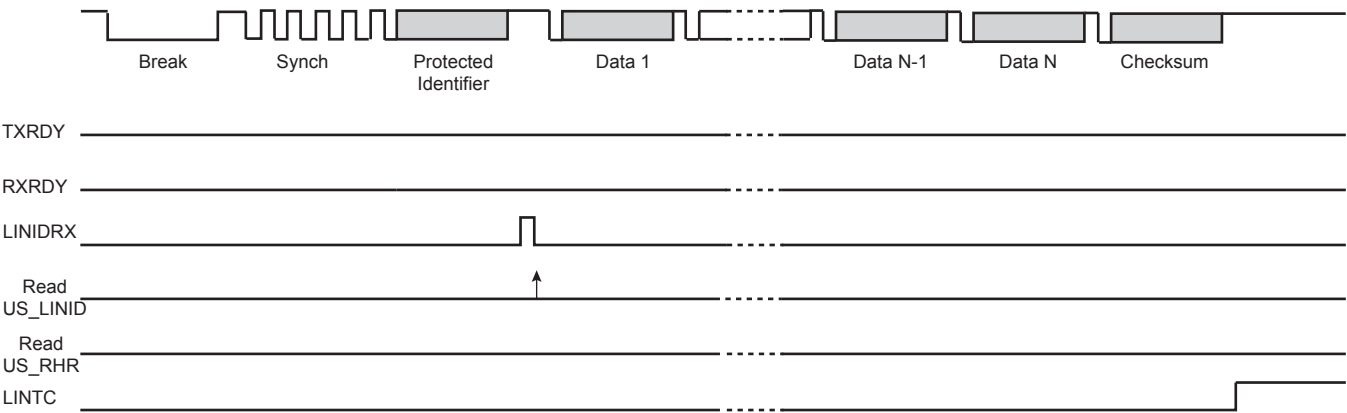 Break Synch Protected Data 1 Data N-1 Data N Checksum
Identifier
TXRDY
RXRDY
LINIDRX
Read
US_LINID
Read
US_RHR
LINTC